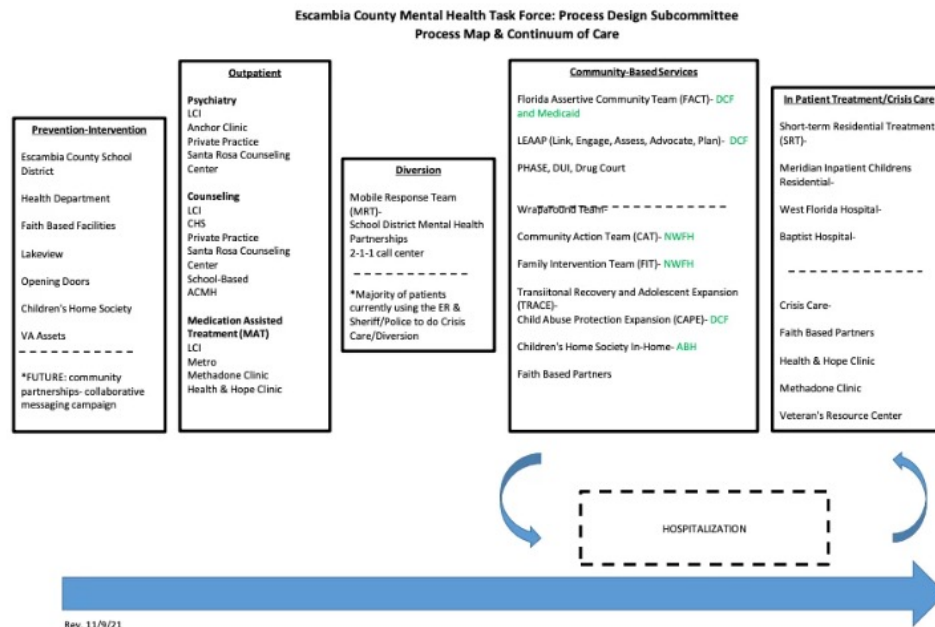 Escambia County Mental Health Task Force: Process Design Subcommittee
Process Map & Continuum of Care
Prevention-Intervention
Escambia County School
District
Health Department
Faith Based Facilities
Lakeview
Opening Doors
Children's Home Society
VA Assets
*FUTURE: community
partnerships- collaborative
messaging campaign
Outpatient
Psychiatry
LCI
Anchor Clinic
Private Practice
Santa Rosa Counseling
Center
Counseling
LCI
CHS
Private Practice
Santa Rosa Counseling
Center
School-Based
ACMH
Medication Assisted
Treatment (MAT)
LCI
Metro
Methadone Clinic
Health & Hope Clinic
Diversion
Mobile Response Team
(MRT)-
School District Mental Health
Partnerships
2-1-1 call center
*Majority of patients
currently using the ER &
Sheriff/Police to do Crisis
Care/Diversion
Community-Based Services
Florida Assertive Community Team (FACT)- DCF
and Medicaid
LEAAP (Link, Engage, Assess, Advocate, Plan)- DCF
PHASE, DUI, Drug Court
Wraparound Team-
Community Action Team (CAT)- NWFH
Family Intervention Team (FIT)- NWFH
Transiitonal Recovery and Adolescent Expansion
(TRACE)-
Child Abuse Protection Expansion (CAPE)- DCF
Children's Home Society In-Home- ABH
Faith Based Partners
In Patient Treatment/Crisis Care
Short-term Residential Treatment
(SRT)-
Meridian Inpatient Childrens
Residential-
West Florida Hospital-
Baptist Hospital-
Crisis Care-
Faith Based Partners
Health & Hope Clinic
Methadone Clinic
Veteran's Resource Center
HOSPITALIZATION
Rev. 11/9/21